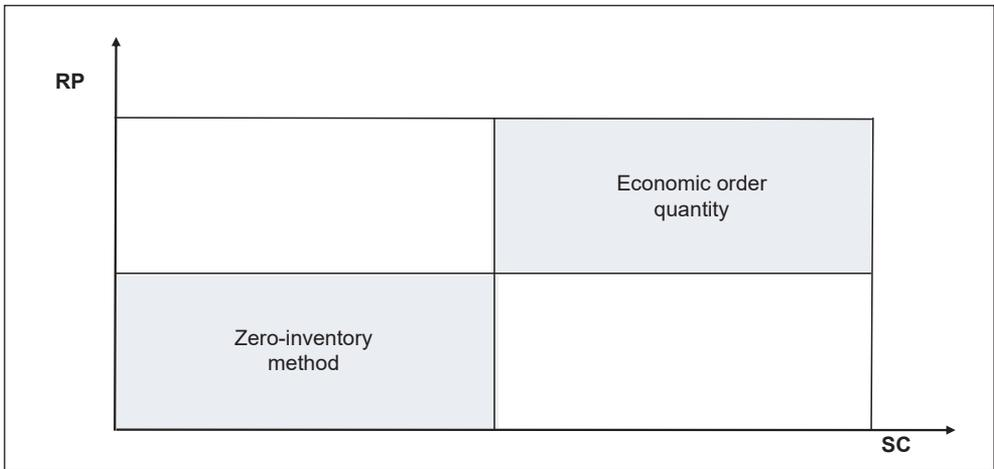 RP
Economic order
quantity
Zero-inventory
method
SC